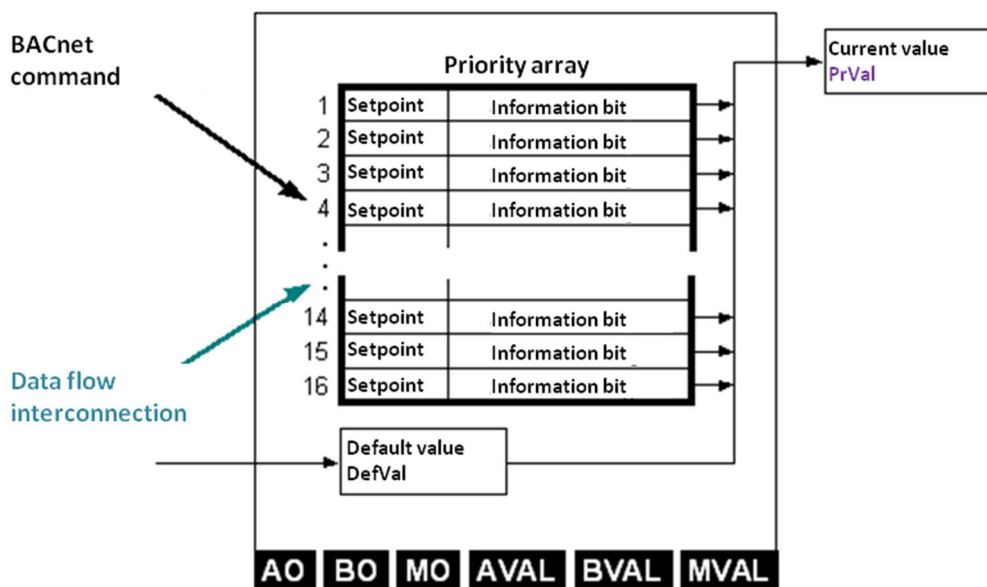 BACnet
command
Priority array
Current value
PrVal
1 Setpoint Information bit
2 Setpoint Information bit
3 Setpoint Information bit
4 Setpoint Information bit
.
.
.
14 Setpoint Information bit
15 Setpoint Information bit
16 Setpoint Information bit
Data flow
interconnection
Default value
DefVal
AO BO MO AVAL BVAL MVAL